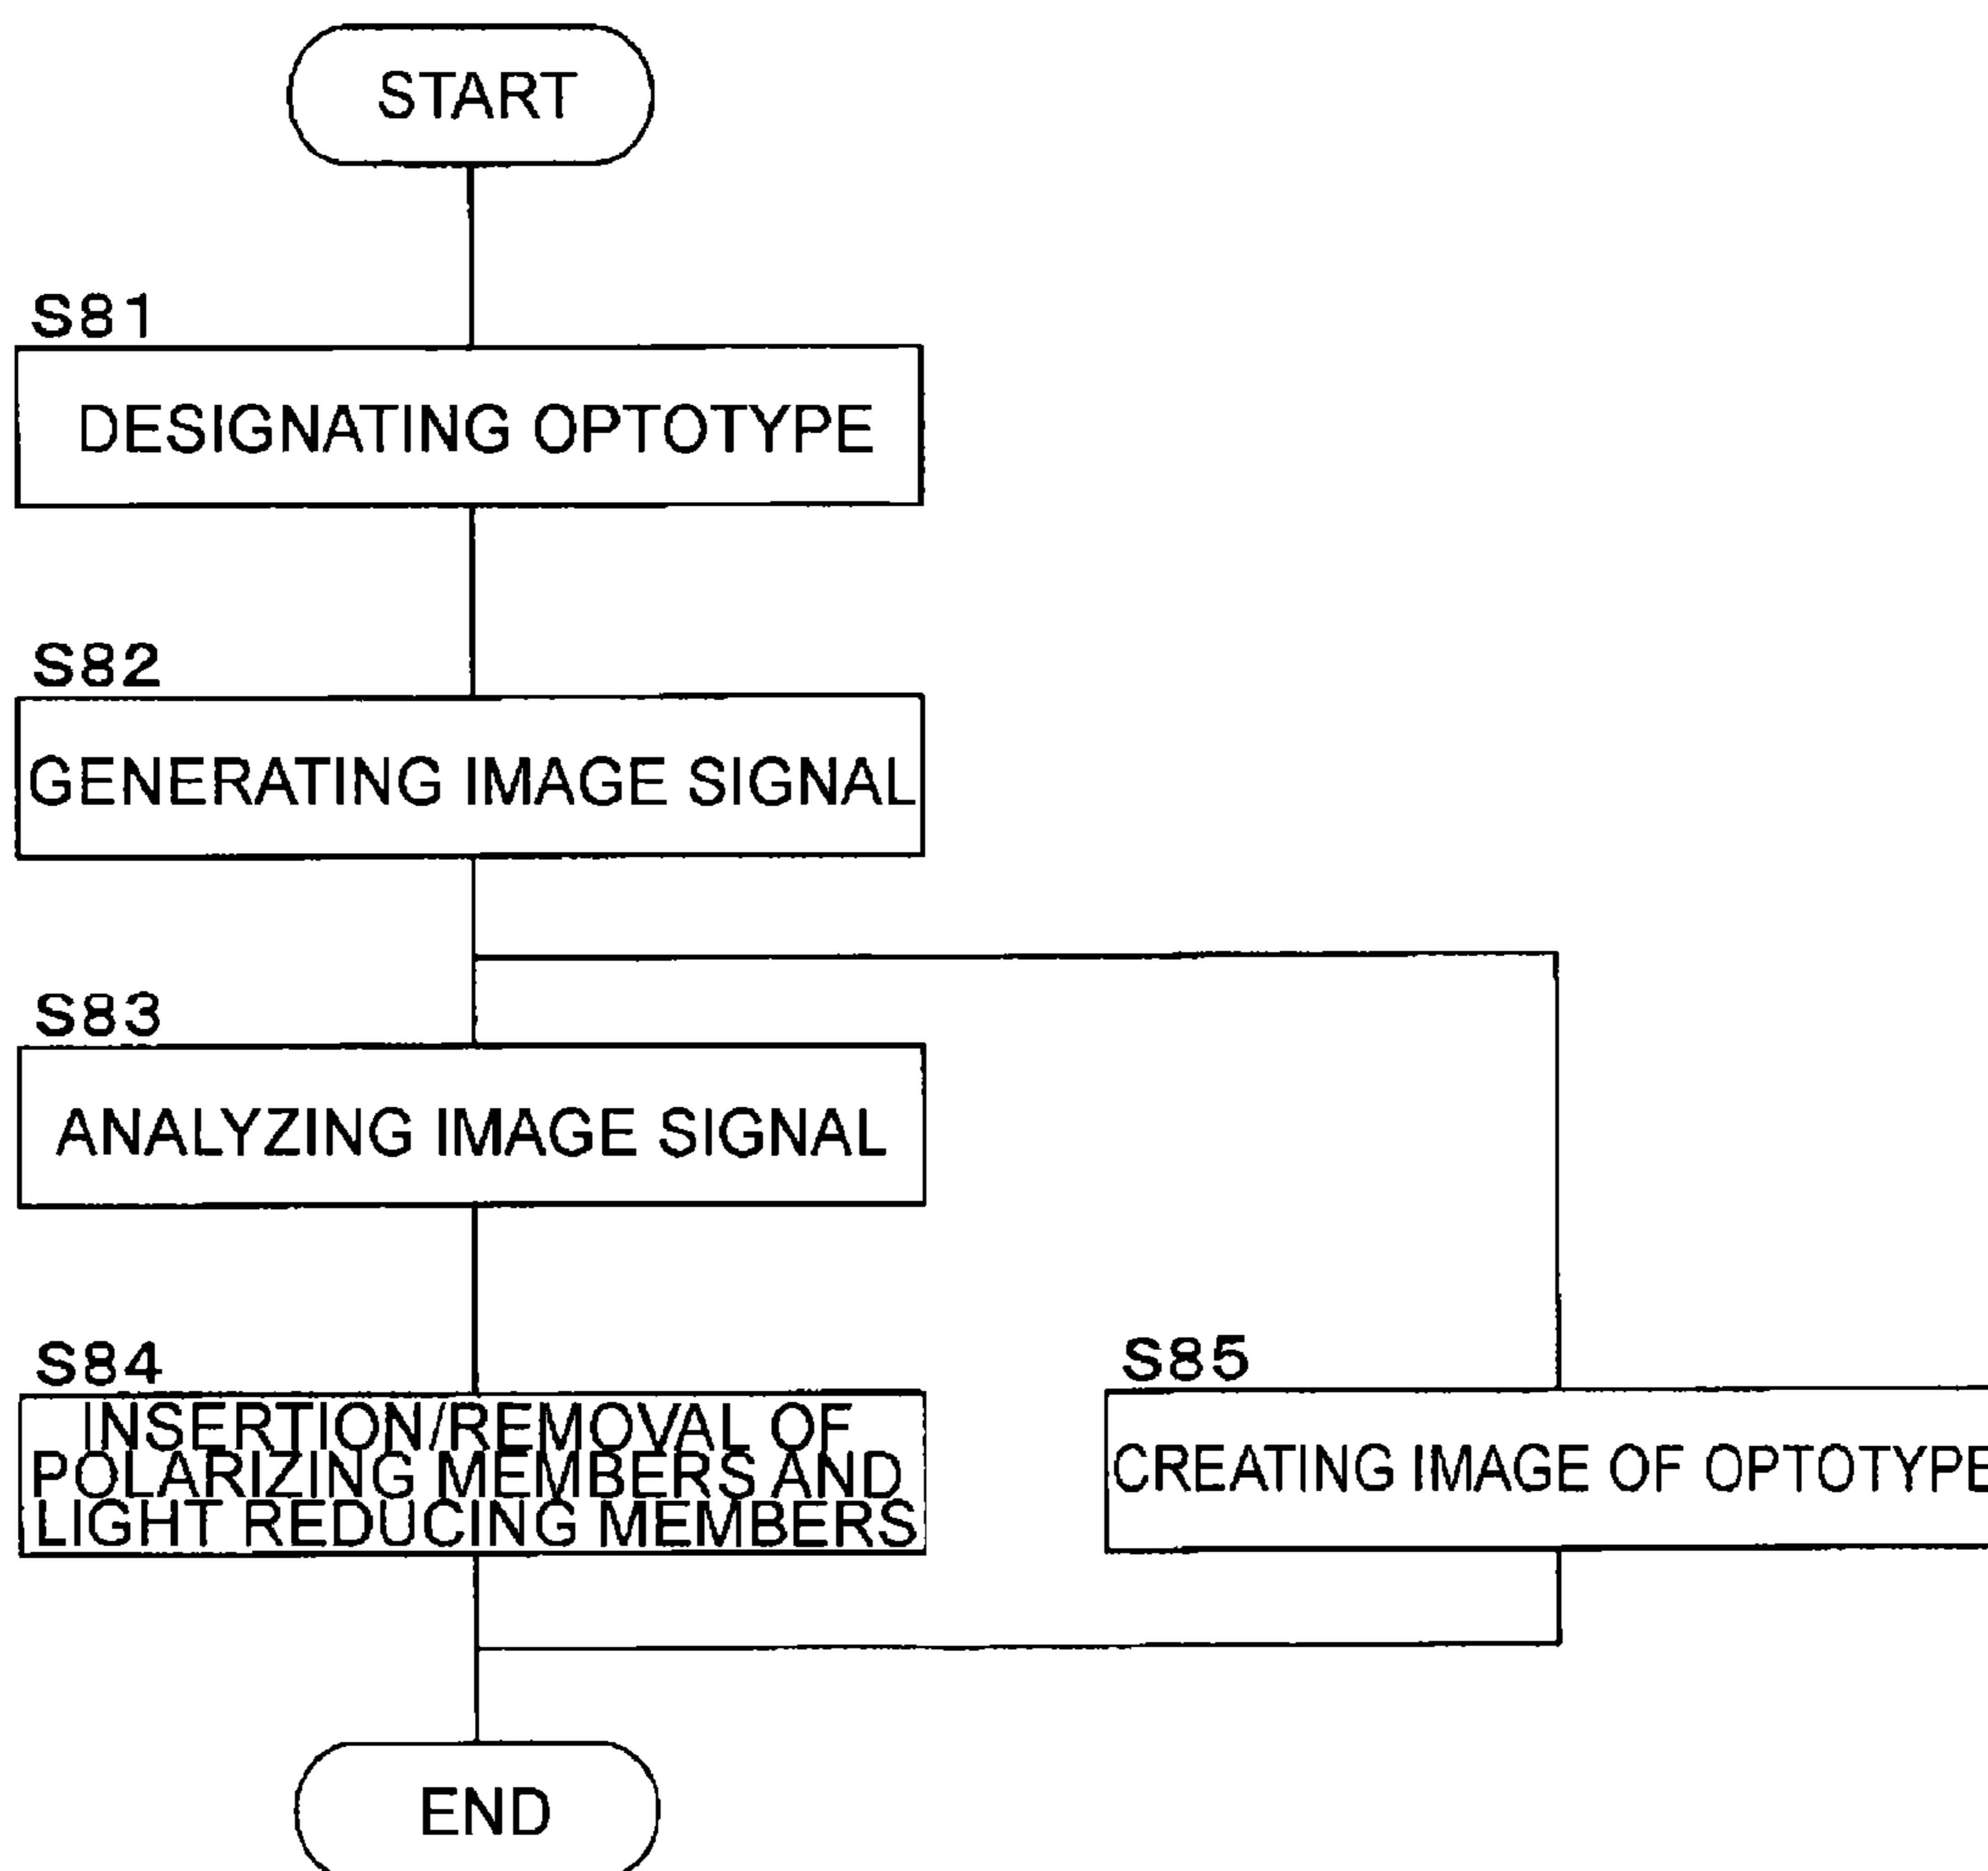 START
S81
DESIGNATING OPTOTYPE
S82
GENERATING IMAGE SIGNAL
S83
ANALYZING IMAGE SIGNAL
S84
INSERTION/REMOVAL OF
POLARIZING MEMBERS AND
LIGHT REDUCING MEMBERS
S85
CREATING IMAGE OF OPTOTYPE
END